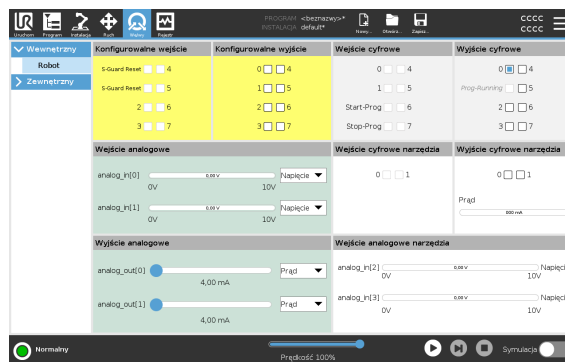 PROGRAM <beznazwy>*
INSTALACJA default*
Uruchom Program Instalacja Ruch We/wy Rejestr
Nowy... Otwórz... Zapisz...
CCCC
CCCC
Wewnętrzny
Robot
Zewnętrzny
Konfigurowalne wejście
S-Guard Reset 4
S-Guard Reset 5
2 6
3 7
Konfigurowalne wyjście
0 4
1 5
2 6
3 7
Wejście cyfrowe
0 4
1 5
Start-Prog 6
Stop-Prog 7
Wyjście cyfrowe
0 4
Prog-Running 5
2 6
3 7
Wejście analogowe
analog_in[0] 0,00 V Napięcie
0V 10V
analog_in[1] 0,00 V Napięcie
0V 10V
Wejście cyfrowe narzędzia
0 1
Wyjście cyfrowe narzędzia
0 1
Prąd
000 mA
Wyjście analogowe
analog_out[0] Prąd
4,00 mA
analog_out[1] Prąd
4,00 mA
Wejście analogowe narzędzia
analog_in[2] 0,00 V Napięci
0V 10V
analog_in[3] 0,00 V Napięci
0V 10V
Normalny
Prędkość 100%
Symulacja